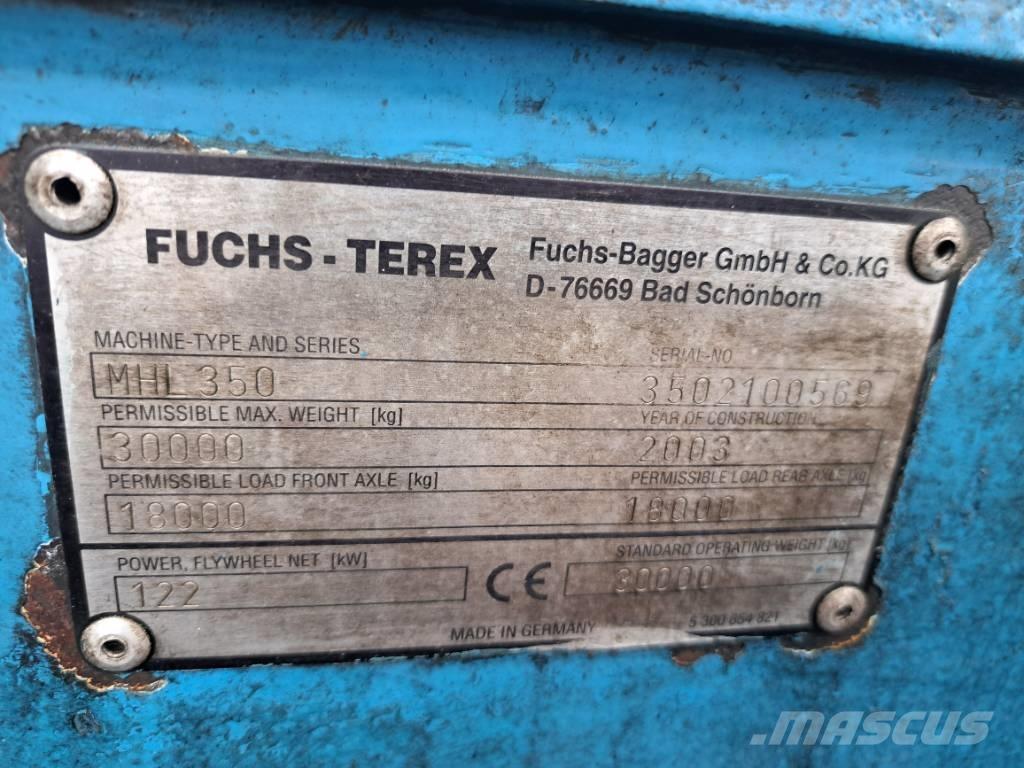 FUCHS - TEREX
Fuchs-Bagger GmbH & Co.KG
D-76669 Bad Schönborn
MACHINE-TYPE AND SERIES
SERIAL-NO
MHL 350
3502100569
PERMISSIBLE MAX. WEIGHT [kg]
YEAR OF CONSTRUCTION
30000
2003
PERMISSIBLE LOAD FRONT AXLE [kg]
PERMISSIBLE LOAD REAR AXLE [kg]
18000
18000
POWER, FLYWHEEL NET [kW]
STANDARD OPERATING WEIGHT [kg]
122
CE
30000
MADE IN GERMANY
5 300 654 821
MASCUS